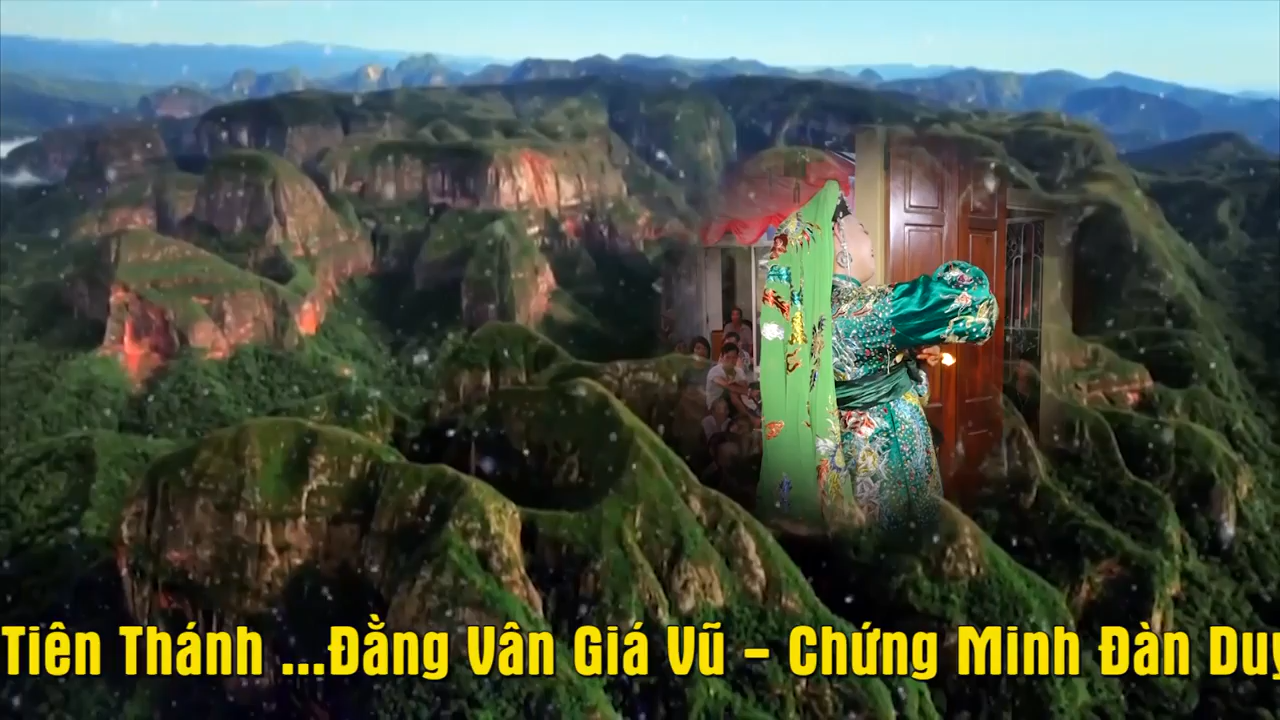 Tiên Thánh ...Đằng Vân Giá Vũ - Chứng Minh Đàn Duy